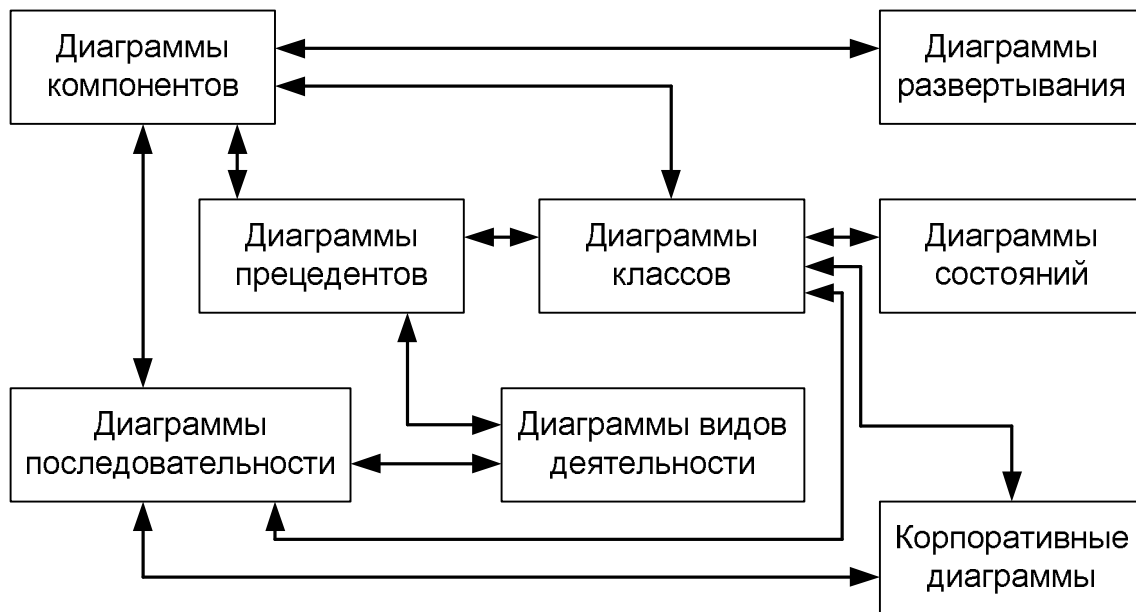 Диаграммы
компонентов
Диаграммы
развертывания
Диаграммы
прецедентов
Диаграммы
классов
Диаграммы
состояний
Диаграммы
последовательности
Диаграммы видов
деятельности
Корпоративные
диаграммы